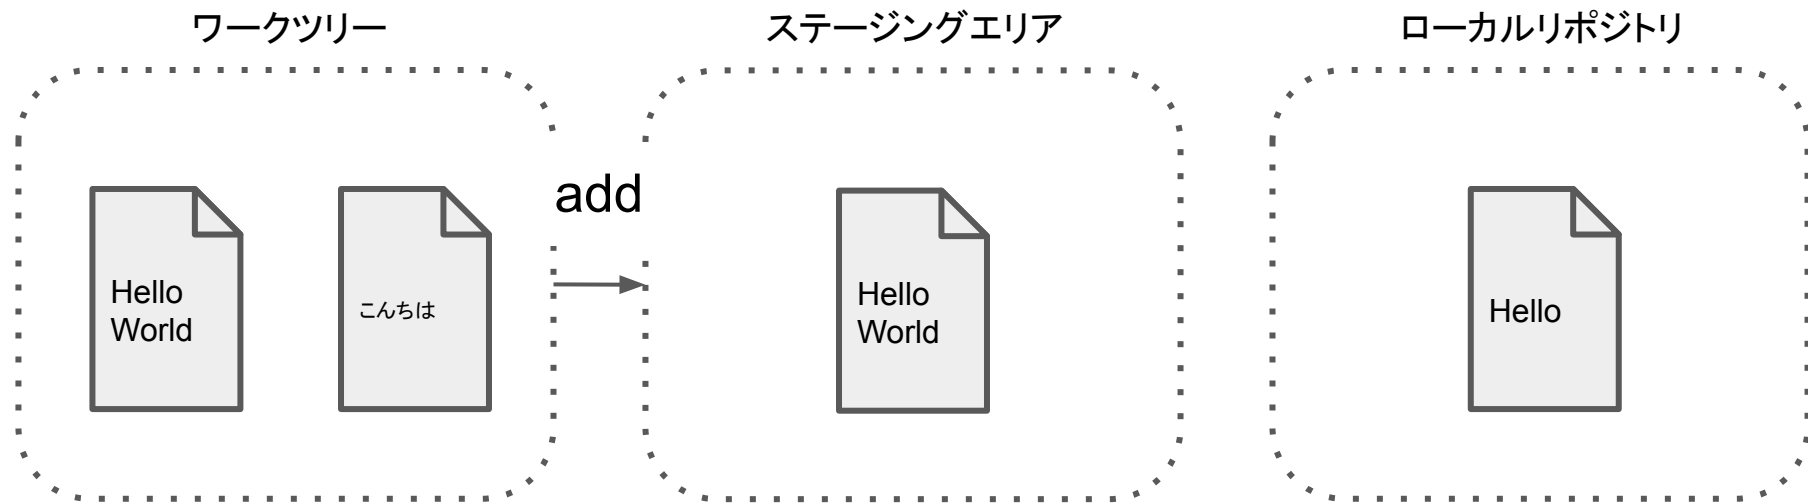 ワークツリー
ステージングエリア
ローカルリポジトリ
add
Hello
World
こんちは
Hello
World
Hello